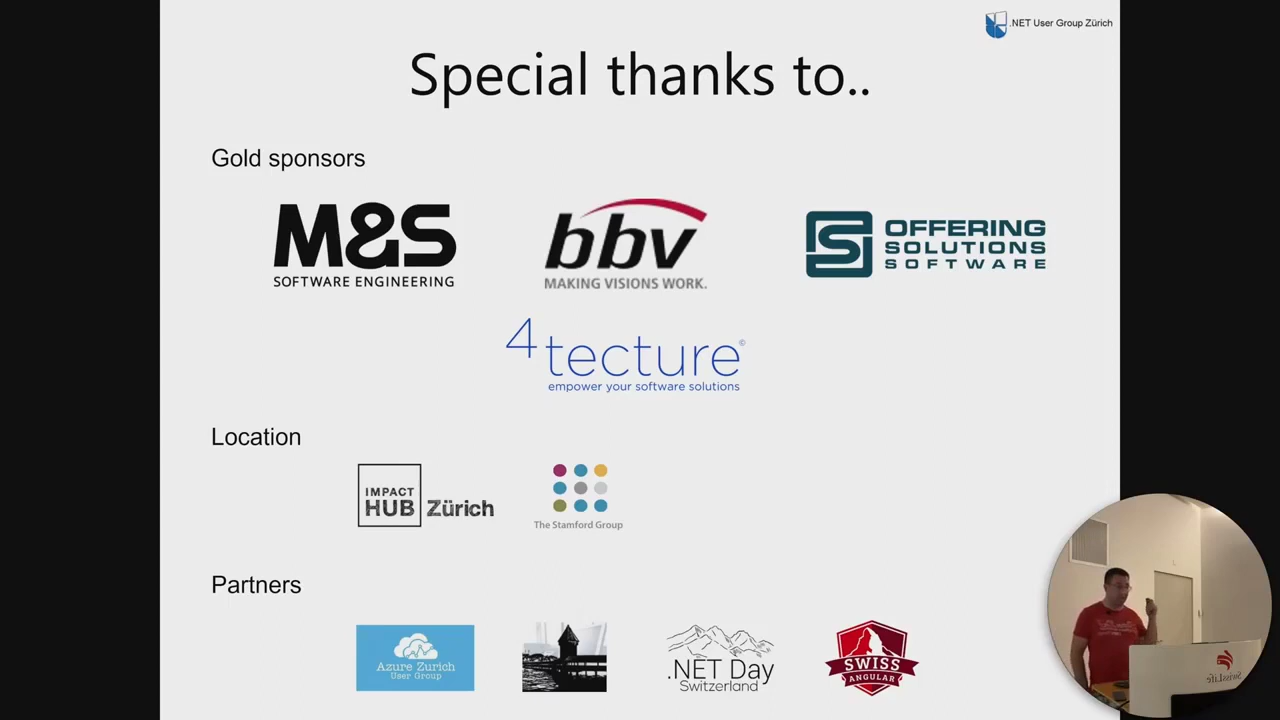 .NET User Group Zürich
Special thanks to..
Gold sponsors
M&S
SOFTWARE ENGINEERING
bbv
MAKING VISIONS WORK.
OFFERING
SOLUTIONS
SOFTWARE
4tecture©
empower your software solutions
Location
IMPACT
HUB Zürich
The Stamford Group
Partners
Azure Zurich
User Group
.NET Day
Switzerland
SWISS
ANGULAR
SwissLife